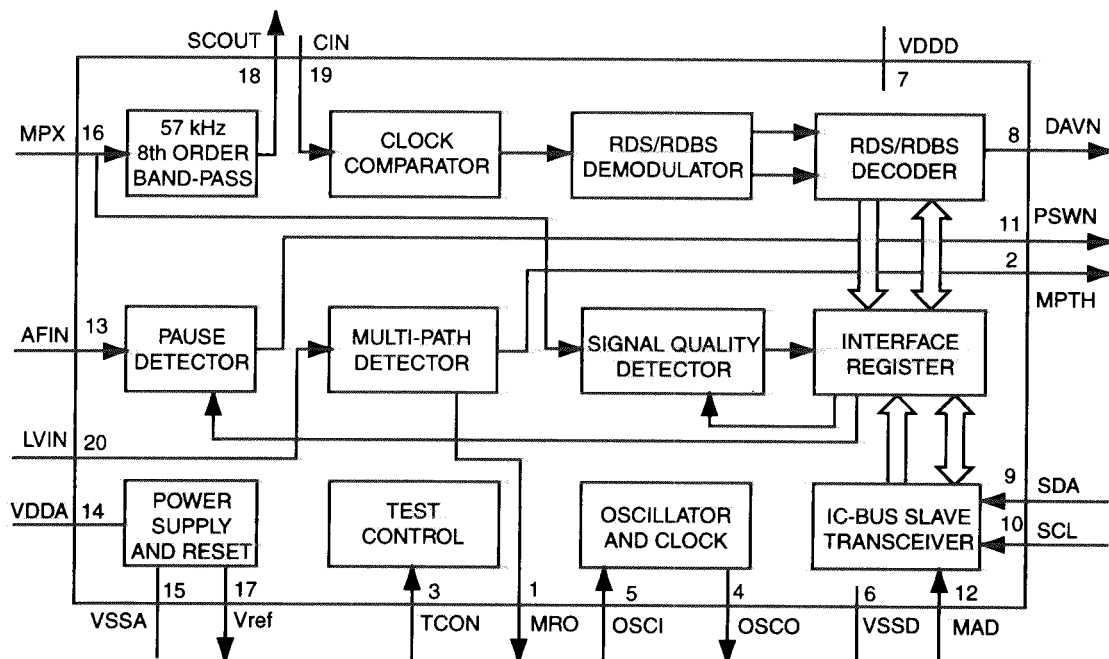 SCOUT
18
CIN
19
VDDD
7
MPX
16
57 kHz
8th ORDER
BAND-PASS
CLOCK
COMPARATOR
RDS/RDBS
DEMODULATOR
RDS/RDBS
DECODER
8
DAVN
11
PSWN
2
MPTH
AFIN
13
PAUSE
DETECTOR
MULTI-PATH
DETECTOR
SIGNAL QUALITY
DETECTOR
INTERFACE
REGISTER
LVIN
20
VDDA
14
POWER
SUPPLY
AND RESET
TEST
CONTROL
OSCILLATOR
AND CLOCK
IC-BUS SLAVE
TRANSCEIVER
9
SDA
10
SCL
15
VSSA
17
Vref
3
TCON
1
MRO
5
OSCI
4
OSCO
6
VSSD
12
MAD